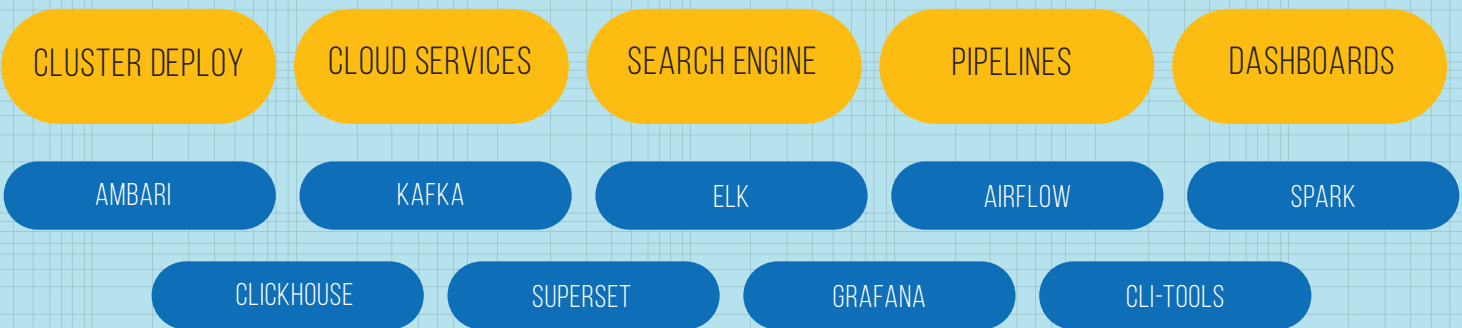 CLUSTER DEPLOY
CLOUD SERVICES
SEARCH ENGINE
PIPELINES
DASHBOARDS
AMBARI
KAFKA
ELK
AIRFLOW
SPARK
CLICKHOUSE
SUPERSET
GRAFANA
CLI-TOOLS